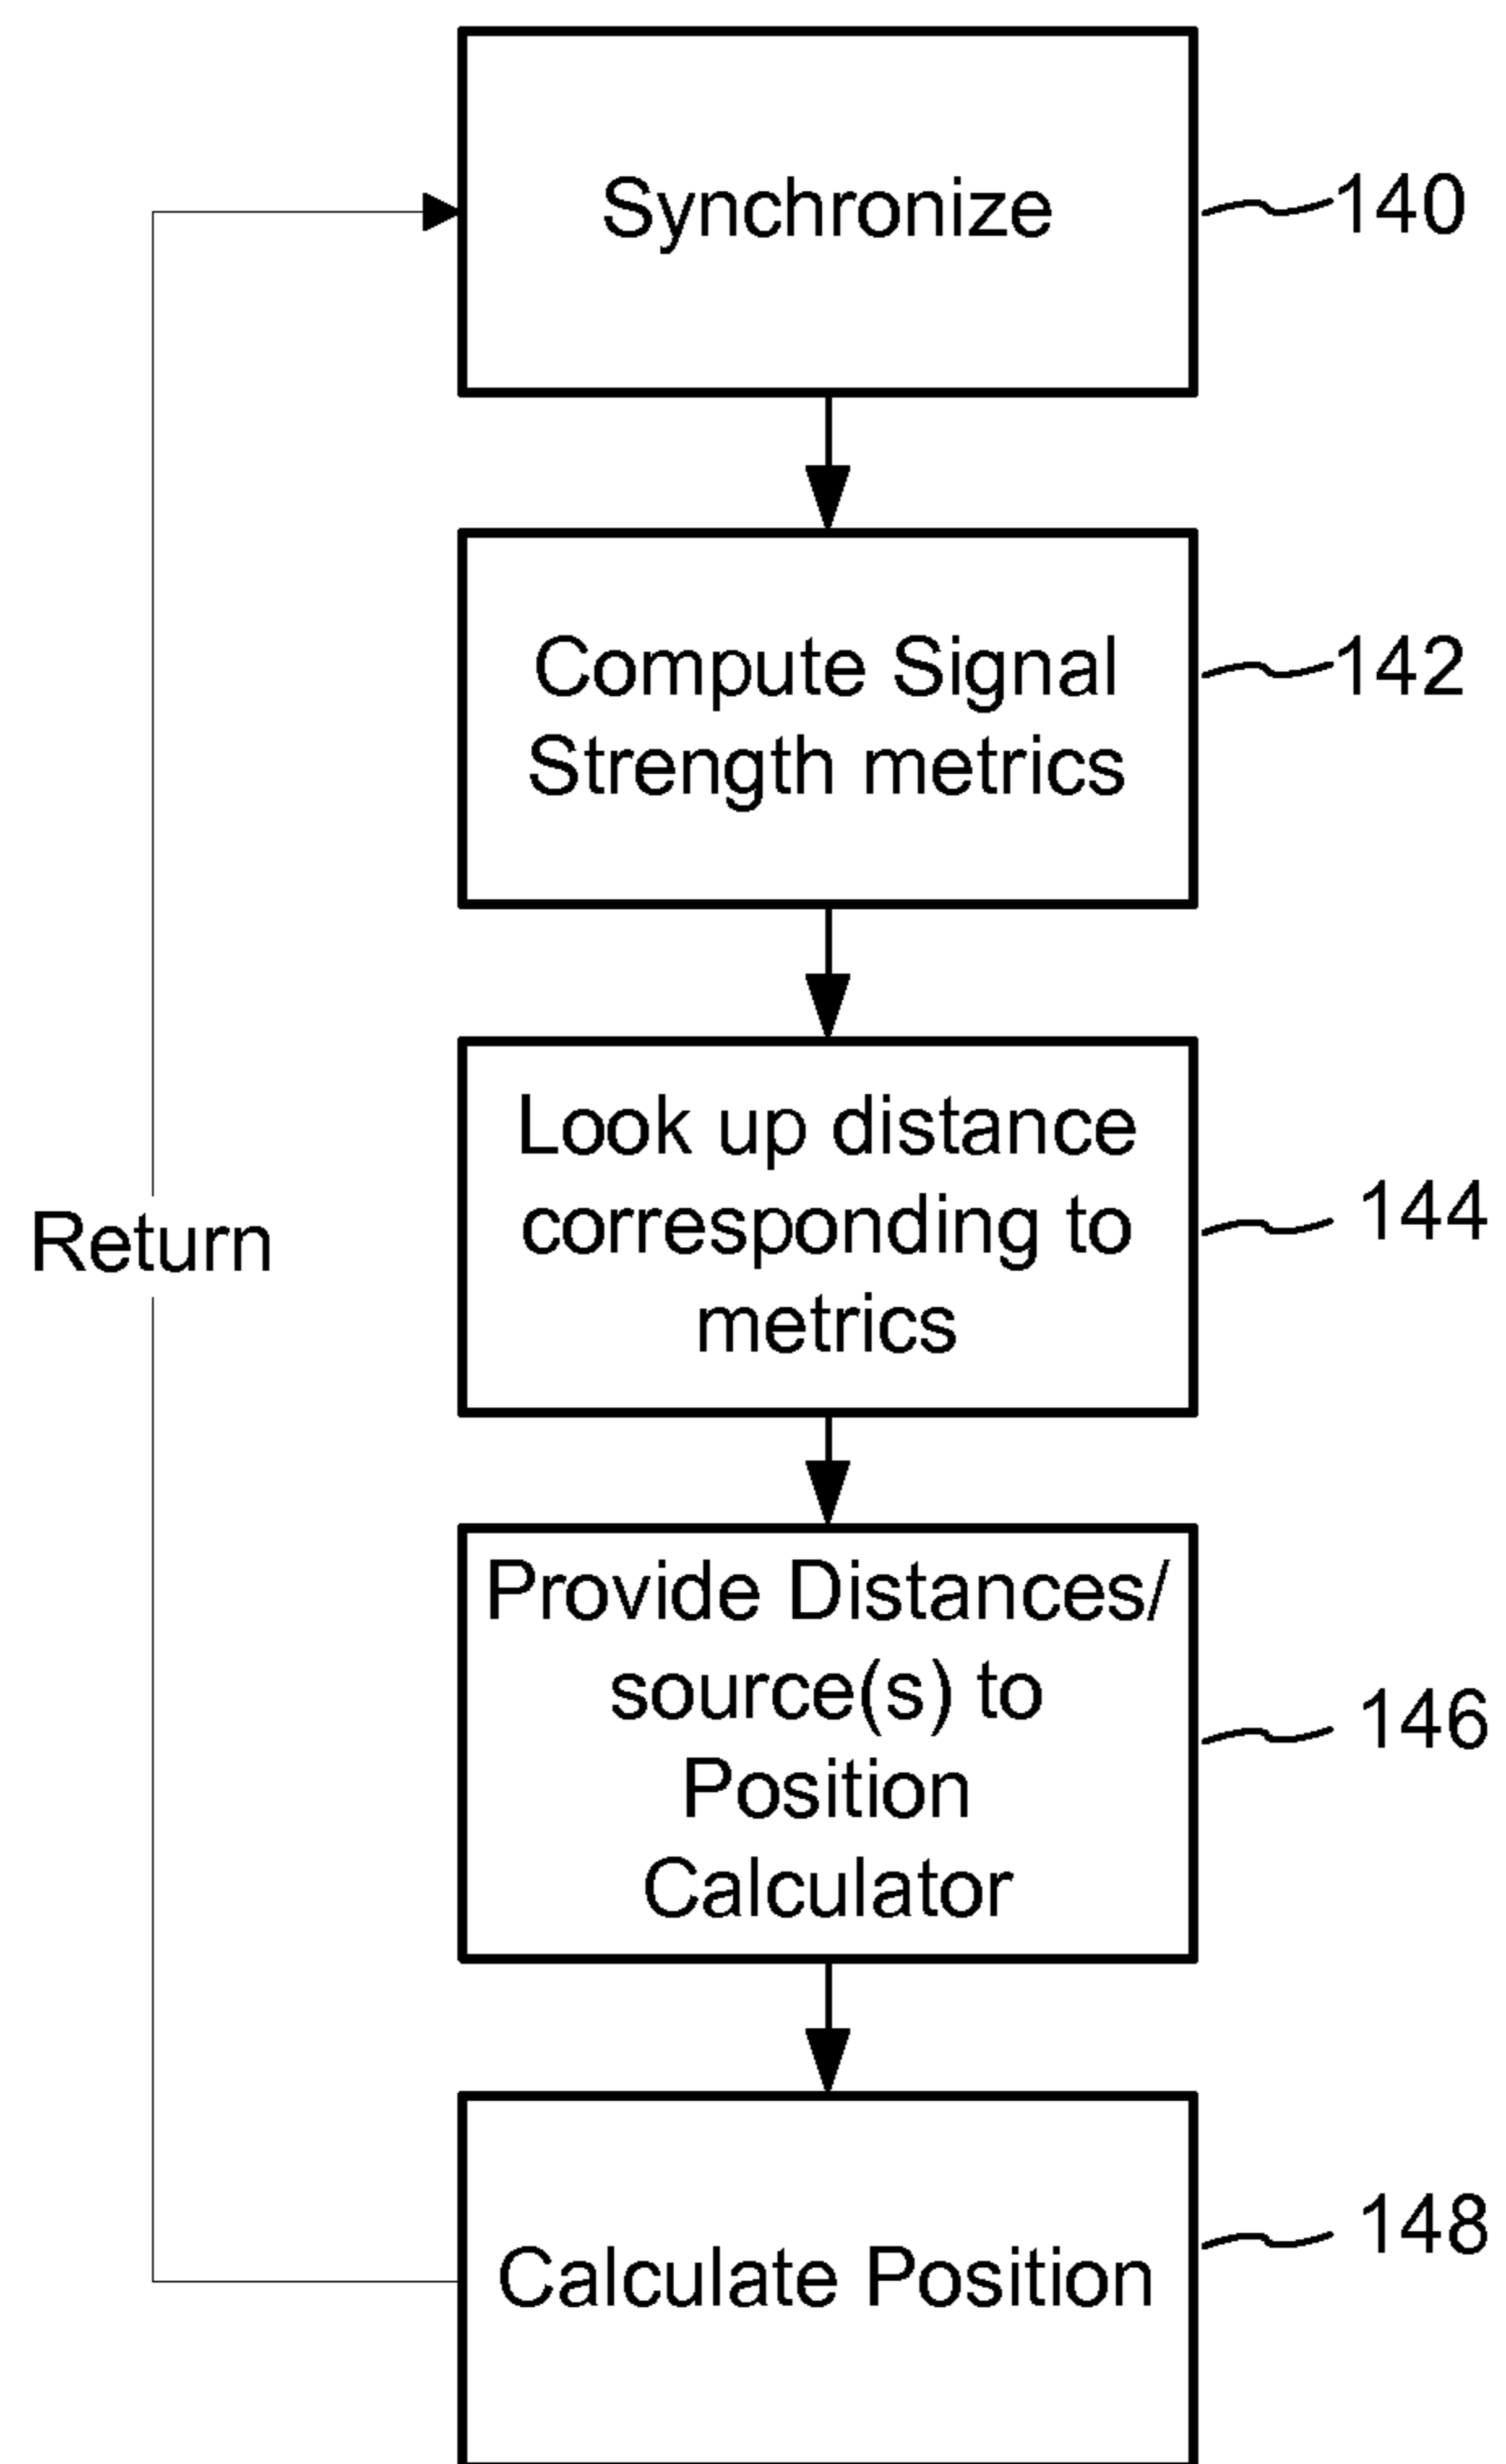 Synchronize
140
Compute Signal
Strength metrics
142
Look up distance
corresponding to
metrics
144
Return
Provide Distances/
source(s) to
Position
Calculator
146
Calculate Position
148